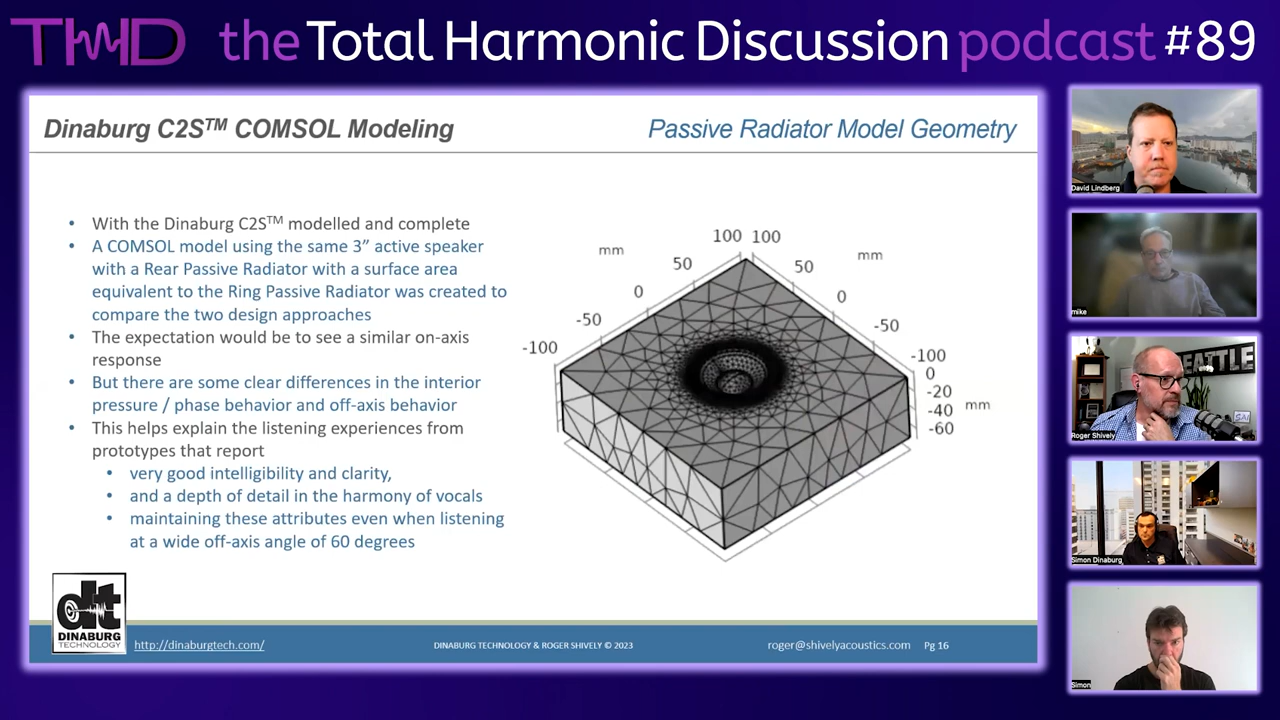 THD the Total Harmonic Discussion podcast #89
Dinaburg C2S™ COMSOL Modeling
Passive Radiator Model Geometry
• With the Dinaburg C2S™ modelled and complete
• A COMSOL model using the same 3” active speaker
with a Rear Passive Radiator with a surface area
equivalent to the Ring Passive Radiator was created to
compare the two design approaches
• The expectation would be to see a similar on-axis
response
• But there are some clear differences in the interior
pressure / phase behavior and off-axis behavior
• This helps explain the listening experiences from
prototypes that report
• very good intelligibility and clarity,
• and a depth of detail in the harmony of vocals
• maintaining these attributes even when listening
at a wide off-axis angle of 60 degrees
100 100
mm
mm
50
50
0
0
-50
-50
-100
-100
0
-20
-40
mm
-60
dt
DINABURG
TECHNOLOGY
http://dinaburgtech.com/
DINABURG TECHNOLOGY & ROGER SHIVELY © 2023
roger@shivelyacoustics.com
Pg 16
David Lindberg
mike
EATTLE
SAI
Roger Shively
Simon Dinaburg
Simon